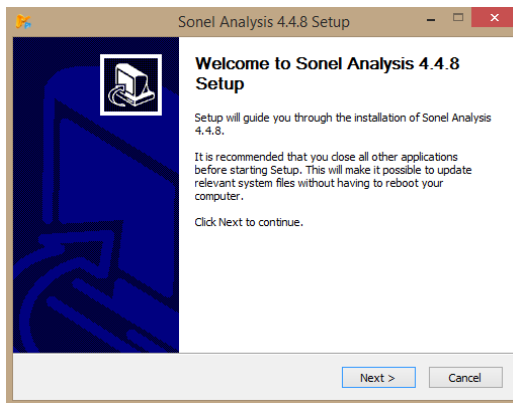 Sonel Analysis 4.4.8 Setup
Welcome to Sonel Analysis 4.4.8
Setup
Setup will guide you through the installation of Sonel Analysis
4.4.8.
It is recommended that you close all other applications
before starting Setup. This will make it possible to update
relevant system files without having to reboot your
computer.
Click Next to continue.
Next >
Cancel